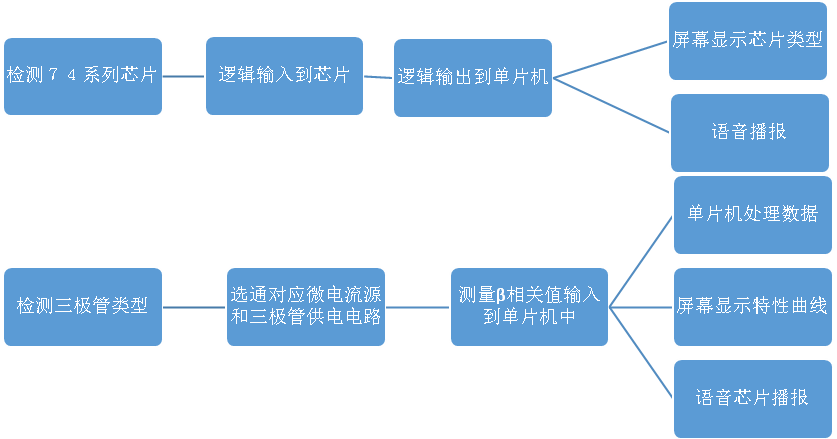 检测７４系列芯片
逻辑输入到芯片
逻辑输出到单片机
屏幕显示芯片类型
语音播报
检测三极管类型
选通对应微电流源
和三极管供电电路
测量β相关值输入
到单片机中
单片机处理数据
屏幕显示特性曲线
语音芯片播报